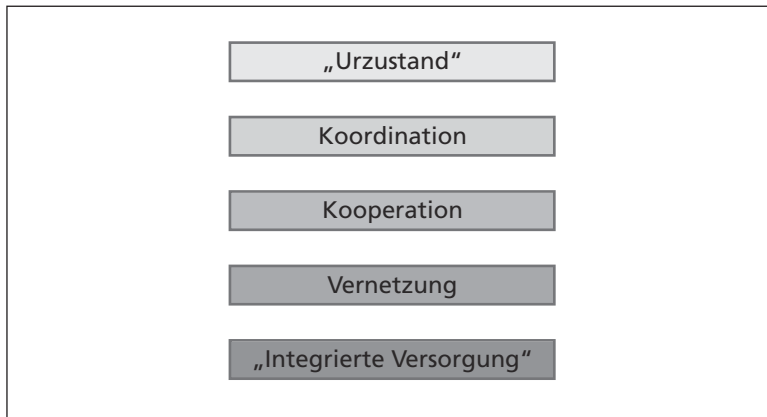 „Urzustand“
Koordination
Kooperation
Vernetzung
„Integrierte Versorgung“